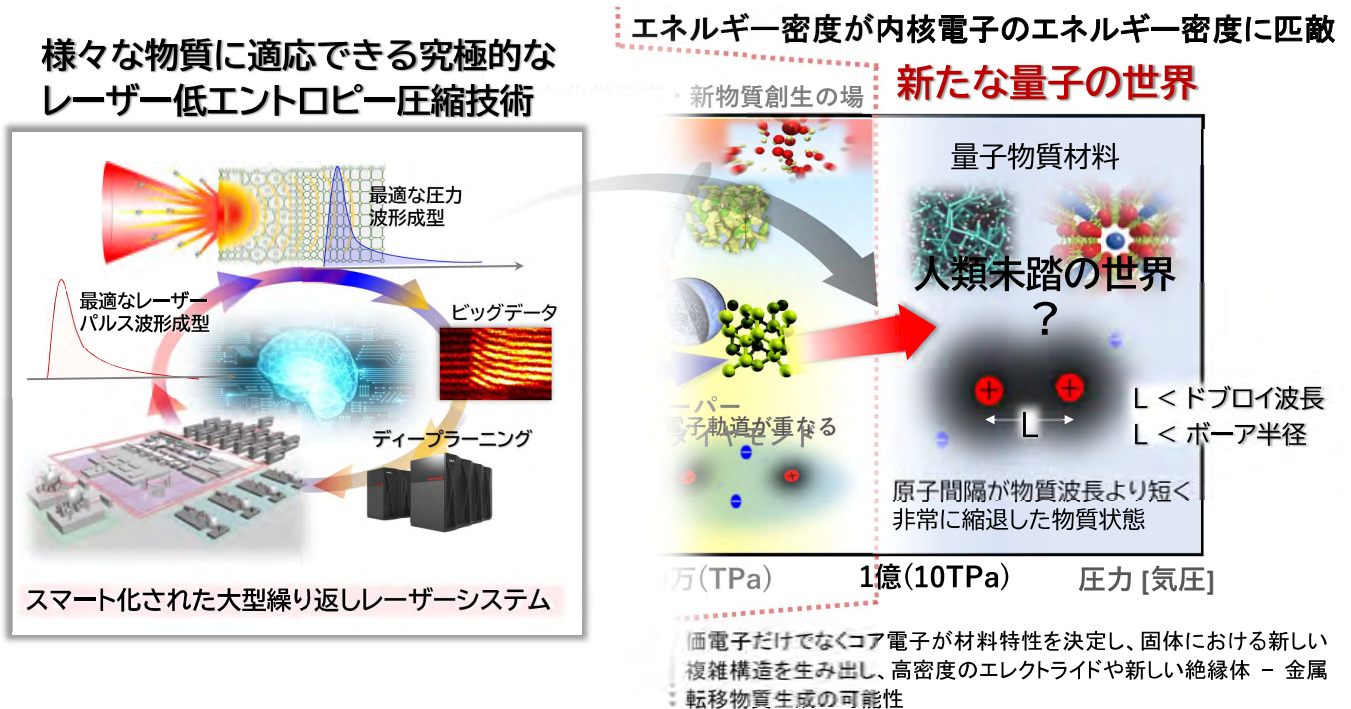 様々な物質に適応できる究極的な
レーザー低エントロピー圧縮技術
最適な圧力
波形成型
最適なレーザー
パルス波形成型
ビッグデータ
ディープラーニング
スマート化された大型繰り返しレーザーシステム
エネルギー密度が内核電子のエネルギー密度に匹敵
新たな量子の世界
・新物質創生の場
量子物質材料
人類未踏の世界
?
+ +
L
L < ドブロイ波長
L < ボーア半径
ーパー
電子軌道が重なる
ダイヤモンド
原子間隔が物質波長より短く
非常に縮退した物質状態
万(TPa)
1億(10TPa)
圧力 [気圧]
価電子だけでなくコア電子が材料特性を決定し、固体における新しい
複雑構造を生み出し、高密度のエレクトライドや新しい絶縁体 － 金属
転移物質生成の可能性